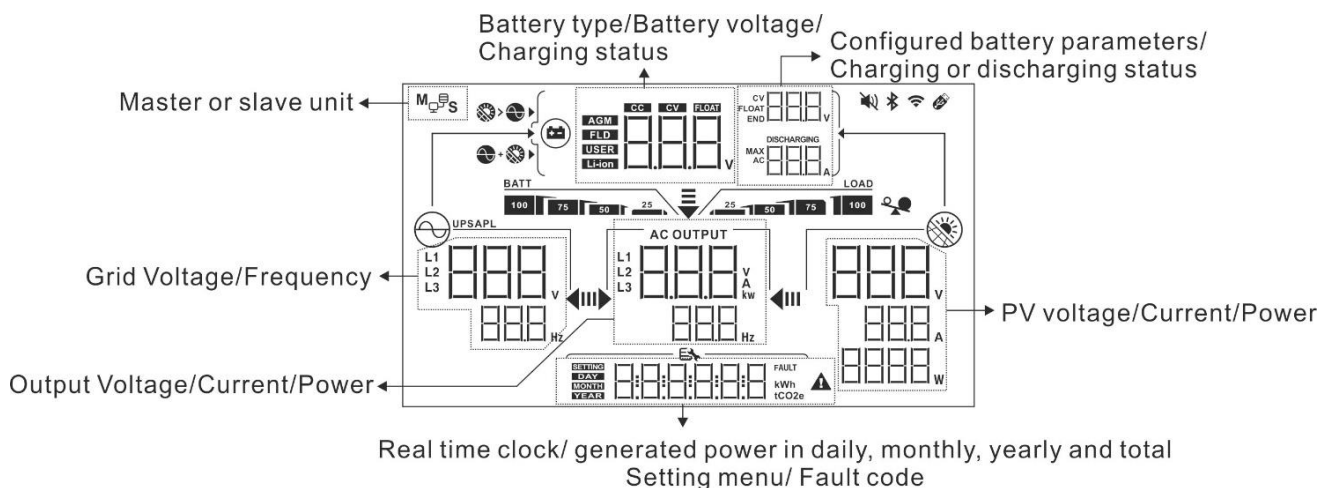 Battery type/Battery voltage/
Charging status
Configured battery parameters/
Charging or discharging status
Master or slave unit
M S
CC CV FLOAT
AGM
FLD
USER
Li-ion
V
CV
FLOAT
END
V
DISCHARGING
MAX
AC
A
BATT
LOAD
100 75 50 25
25 50 75 100
UPSAPL
AC OUTPUT
L1
L2
L3
V
Hz
L1
L2
L3
V
A
kw
Hz
V
A
W
Grid Voltage/Frequency
PV voltage/Current/Power
Output Voltage/Current/Power
SETTING
DAY
MONTH
YEAR
FAULT
kWh
tCO2e
Real time clock/ generated power in daily, monthly, yearly and total
Setting menu/ Fault code